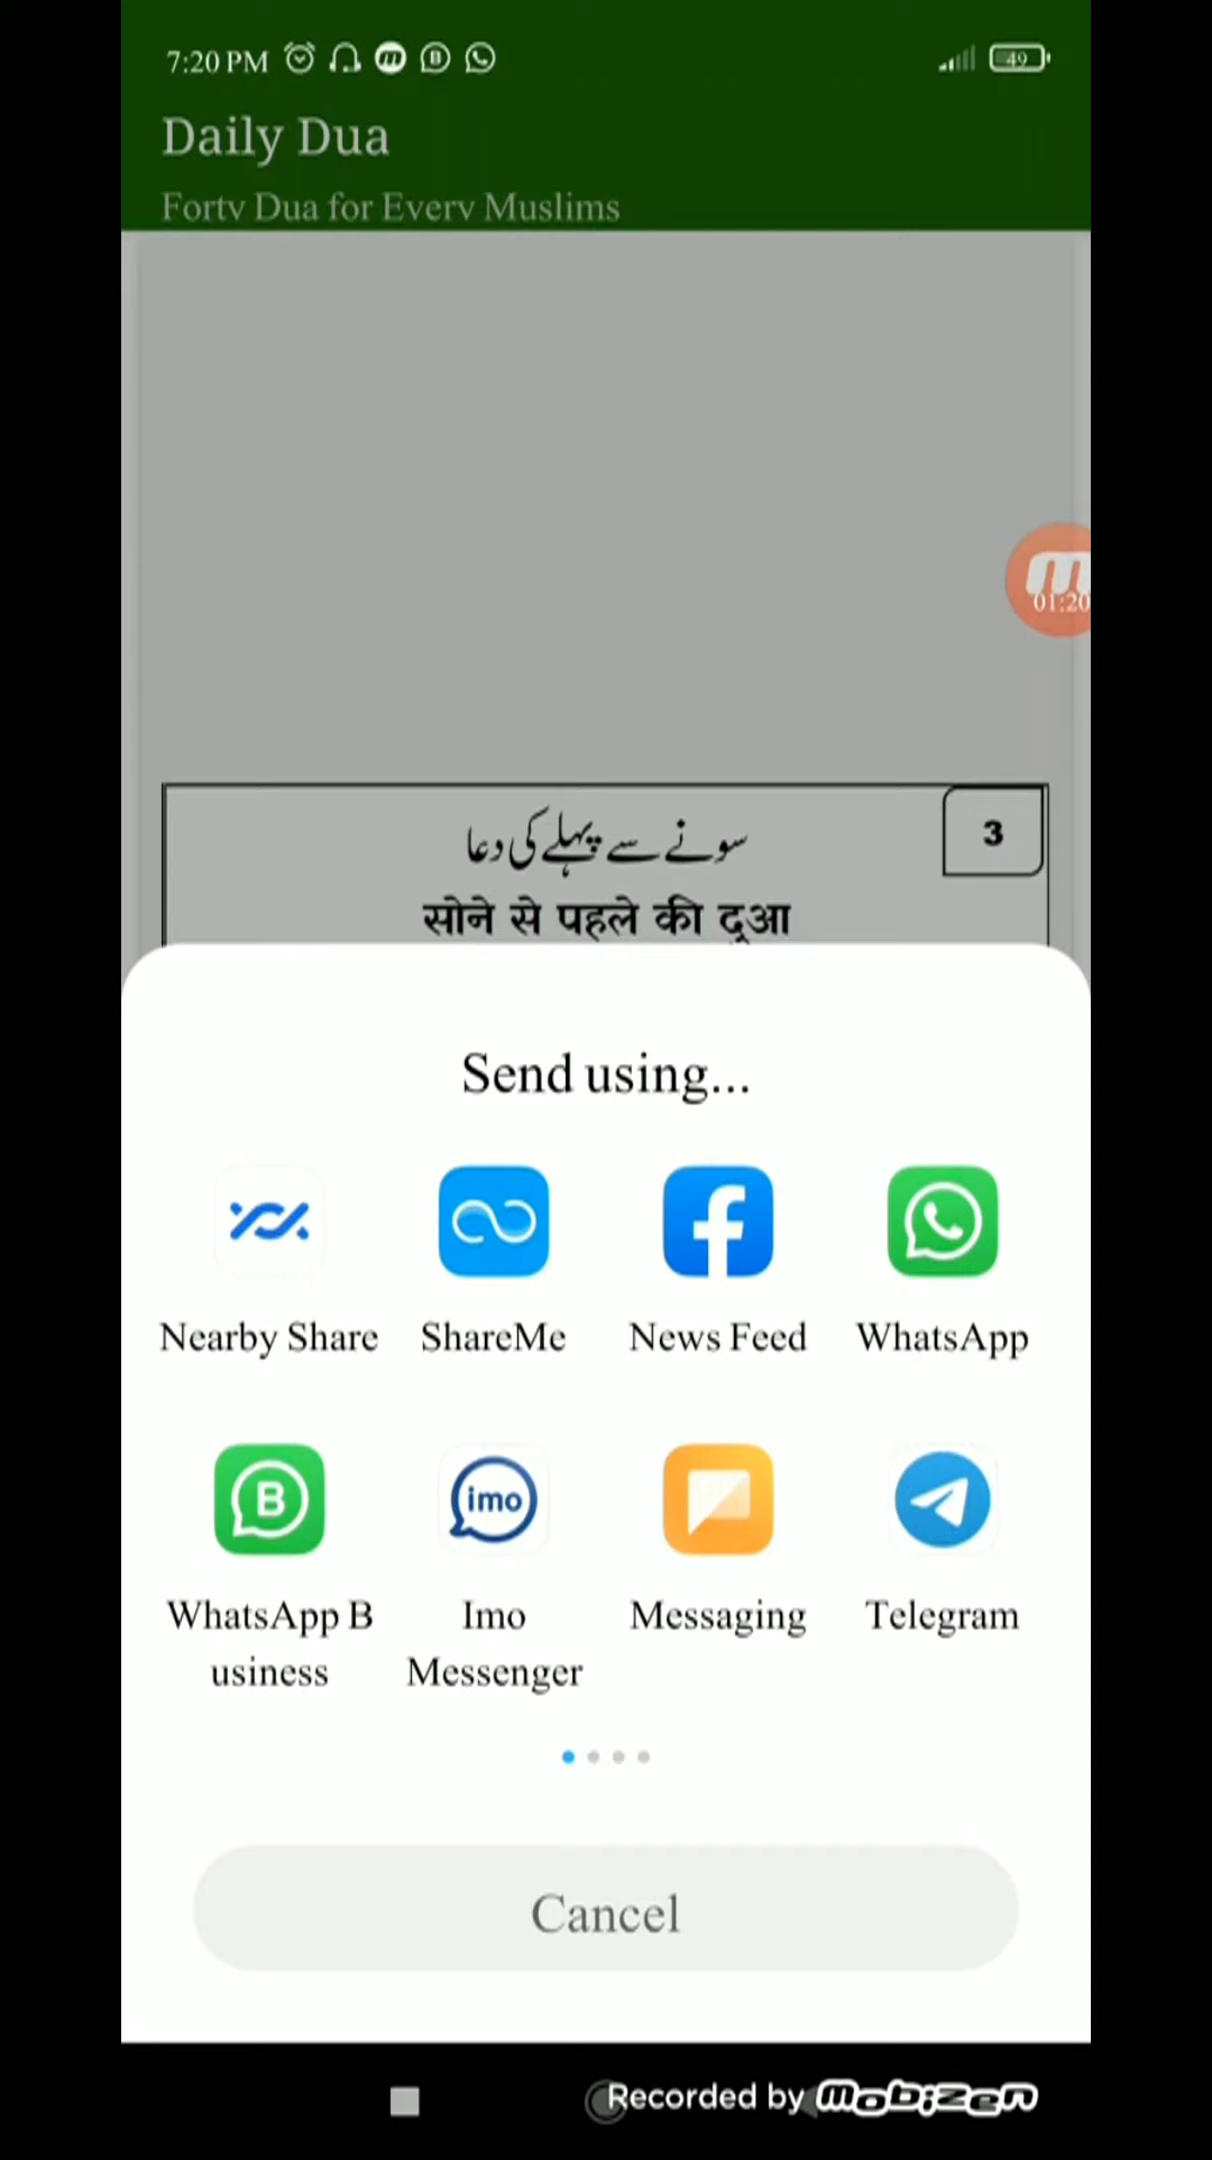 7:20 PM
49
Daily Dua
Forty Dua for Every Muslims
01:20
3
سونے سے پہلے کی دعا
सोने से पहले की दुआ
Send using...
Nearby Share
ShareMe
News Feed
WhatsApp
B
imo
WhatsApp B
usiness
Imo
Messenger
Messaging
Telegram
Cancel
Recorded by mobizen